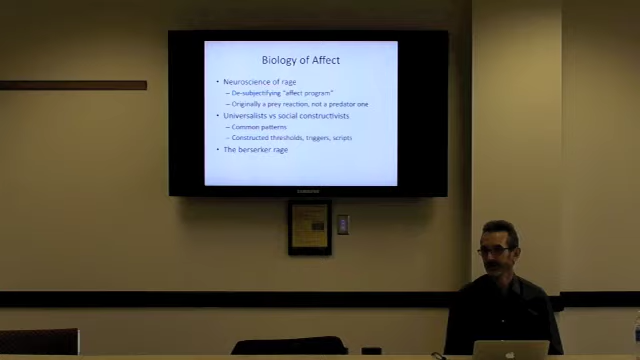 Biology of Affect
• Neuroscience of rage
– De-subjectifying "affect program"
– Originally a prey reaction, not a predator one
• Universalists vs social constructivists
– Common patterns
– Constructed thresholds, triggers, scripts
• The berserker rage
SAMSUNG